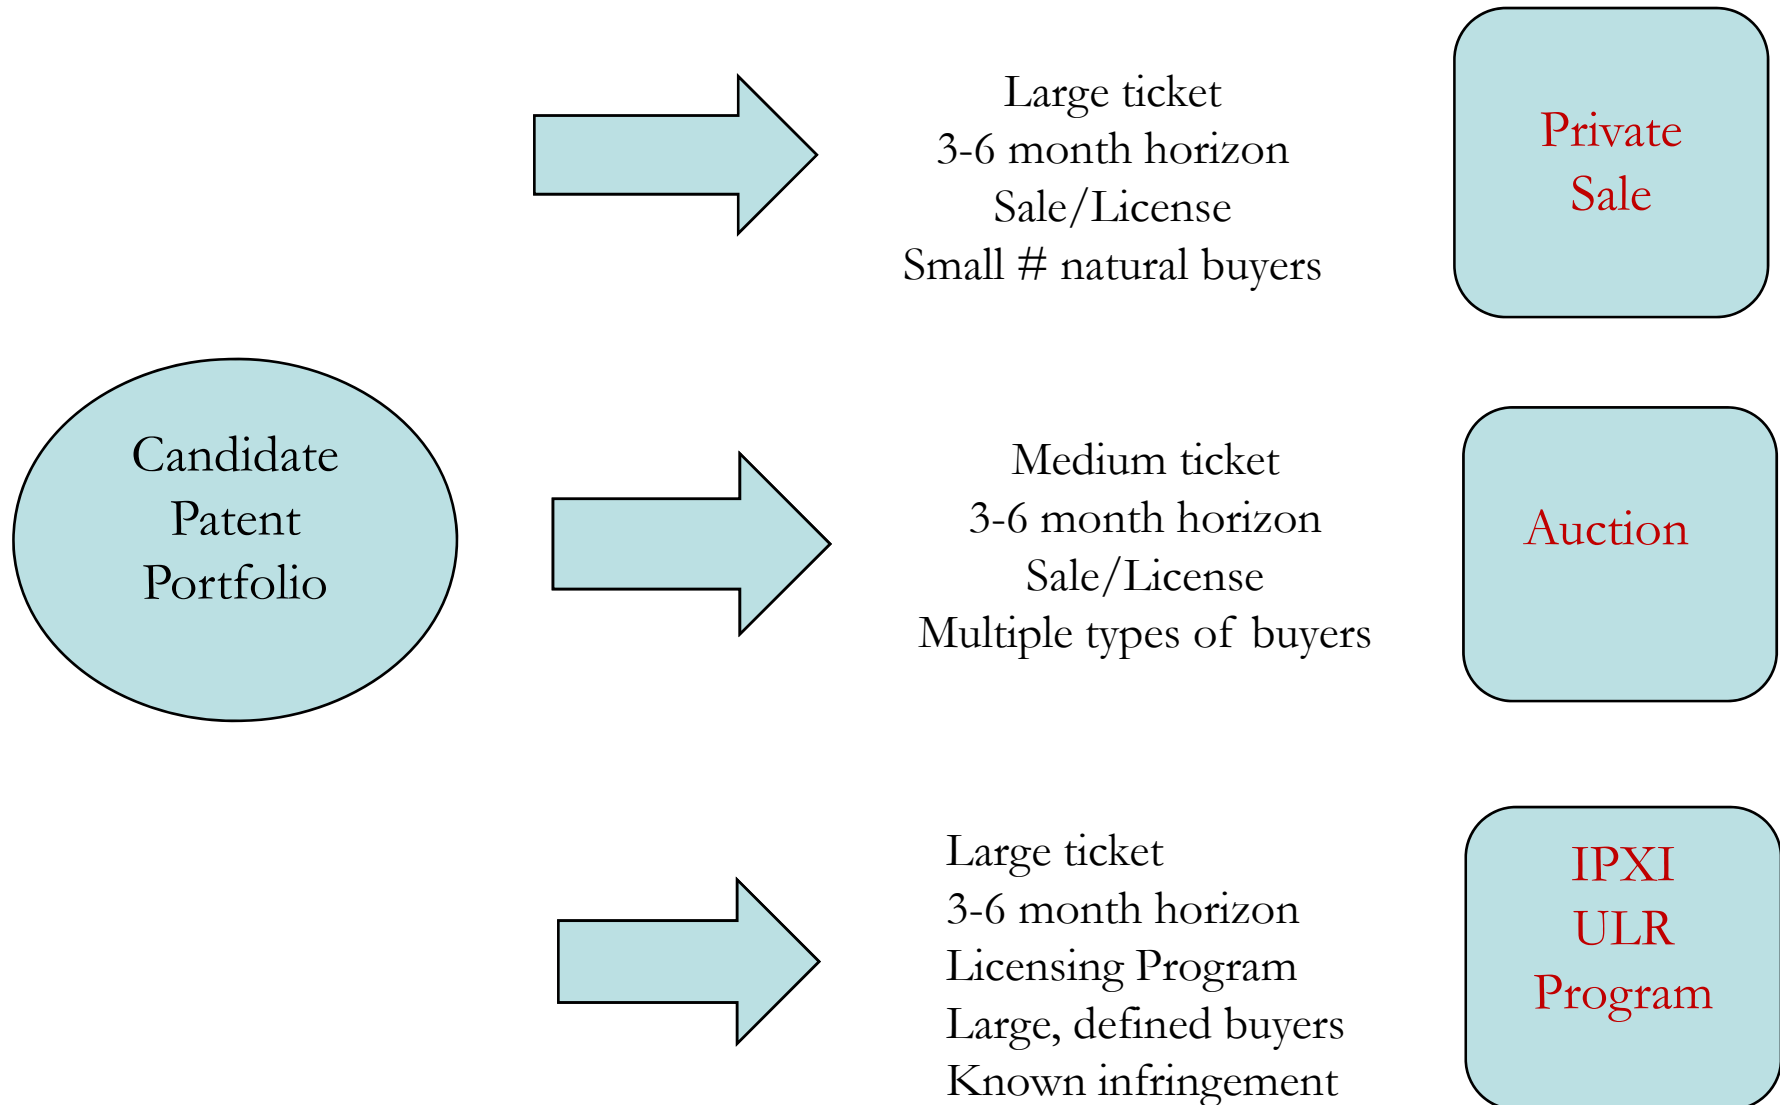 Large ticket
3-6 month horizon
Sale/License
Small # natural buyers
Private
Sale
Candidate
Patent
Portfolio
Medium ticket
3-6 month horizon
Sale/License
Multiple types of buyers
Auction
Large ticket
3-6 month horizon
Licensing Program
Large, defined buyers
Known infringement
IPXI
ULR
Program